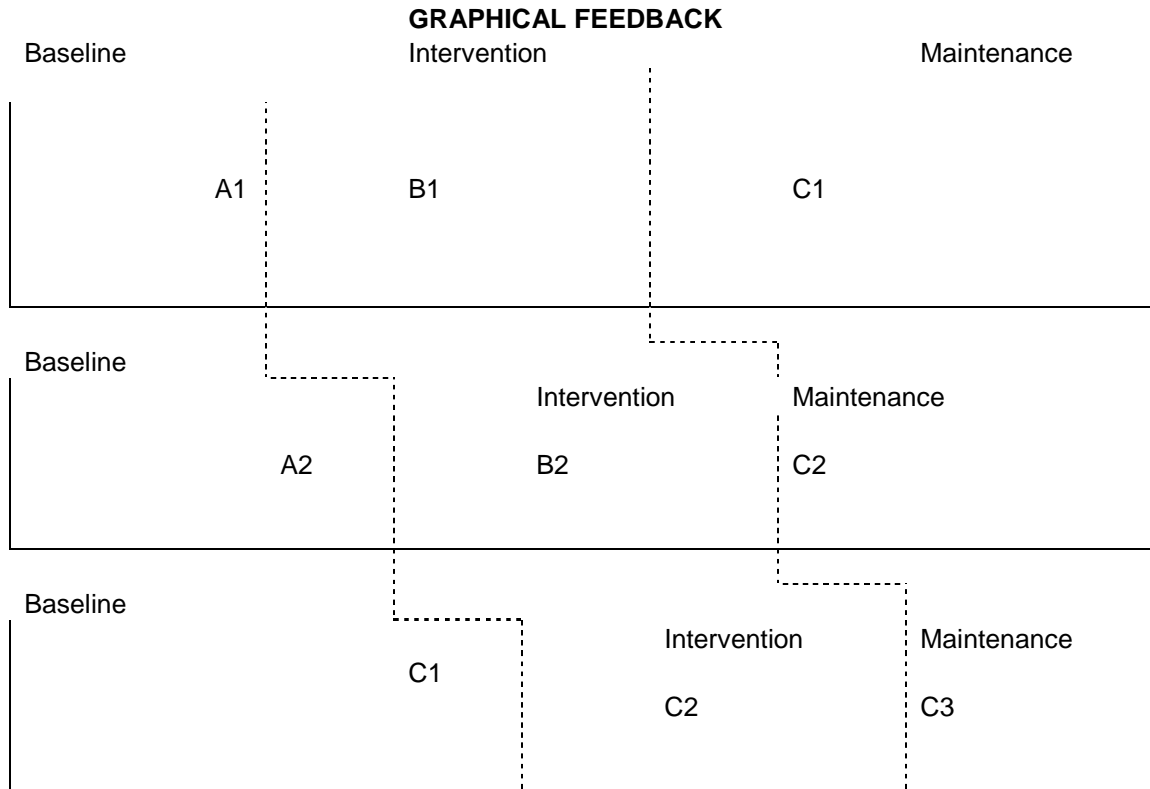 GRAPHICAL FEEDBACK
Baseline Intervention Maintenance
A1 B1 C1
Baseline
Intervention Maintenance
A2 B2 C2
Baseline
Intervention Maintenance
C1
C2 C3